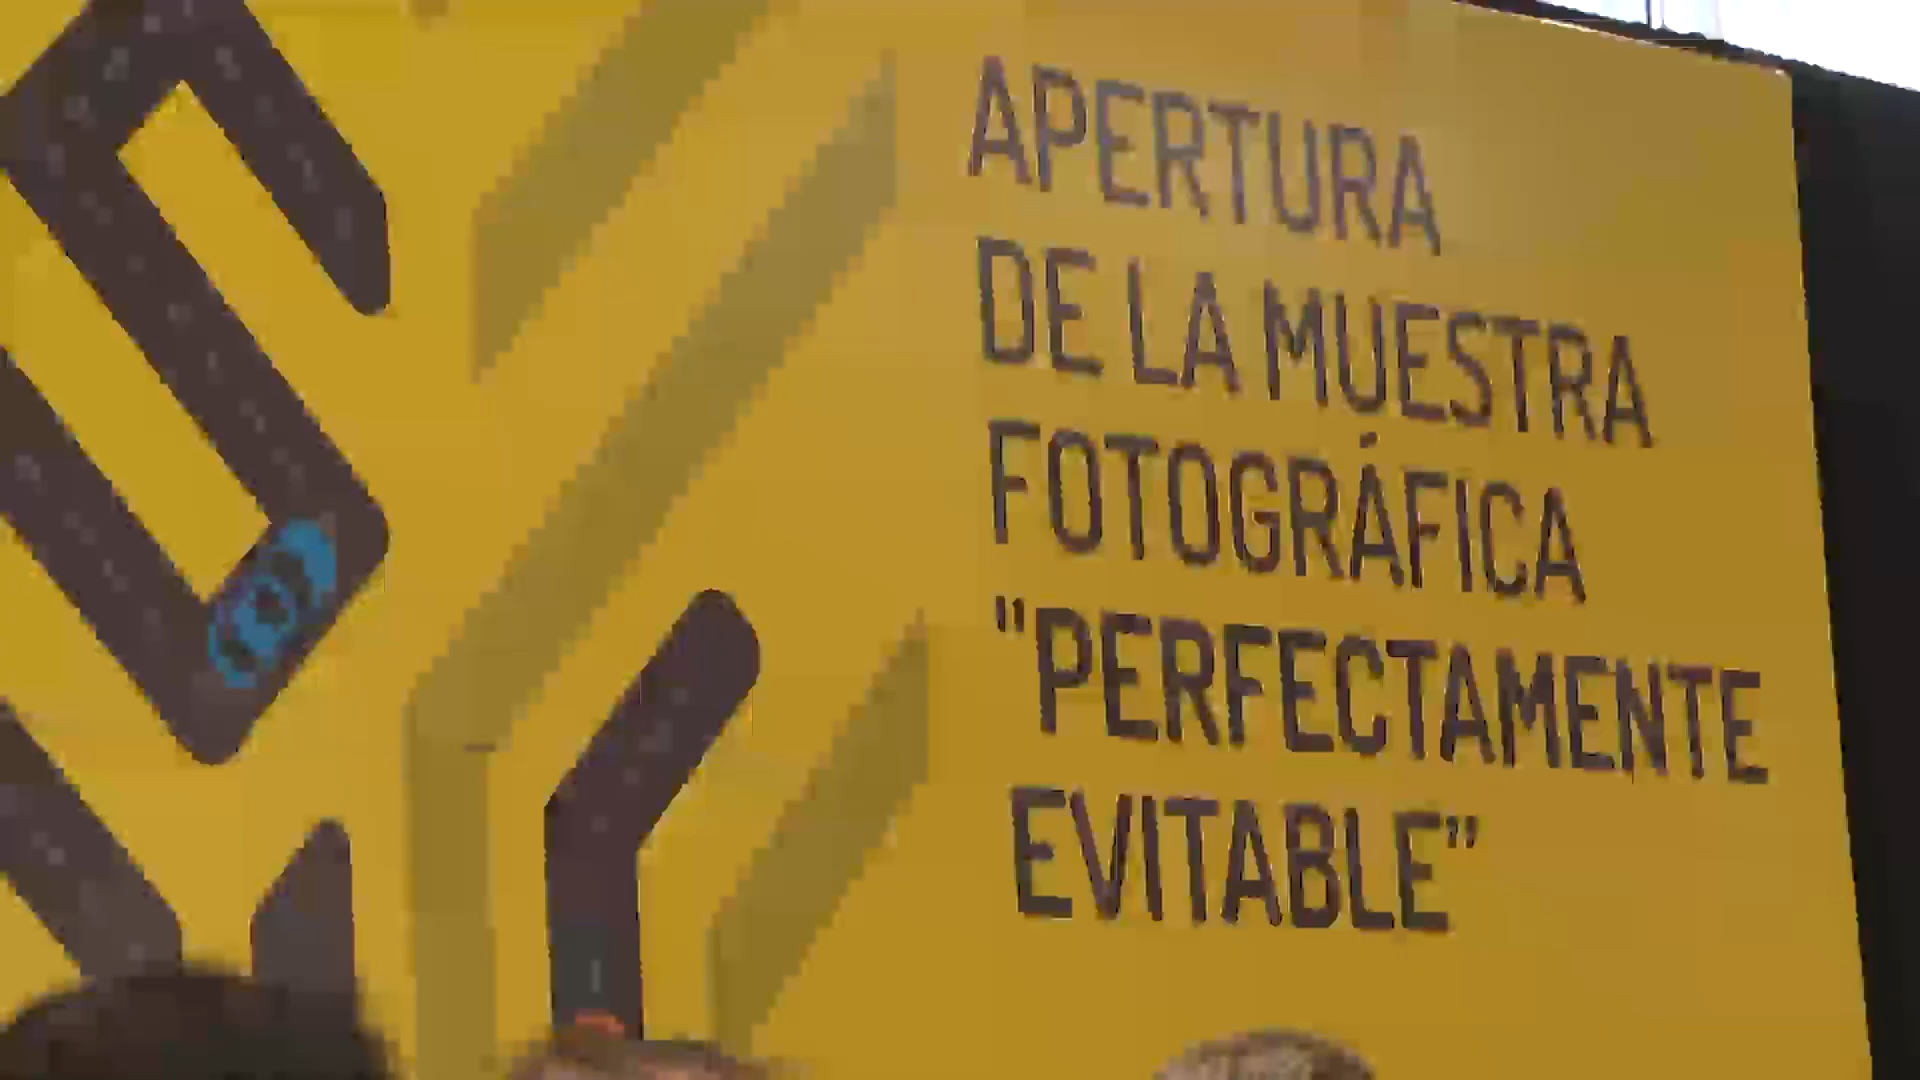 APERTURA
DE LA MUESTRA
FOTOGRÁFICA
"PERFECTAMENTE
EVITABLE"